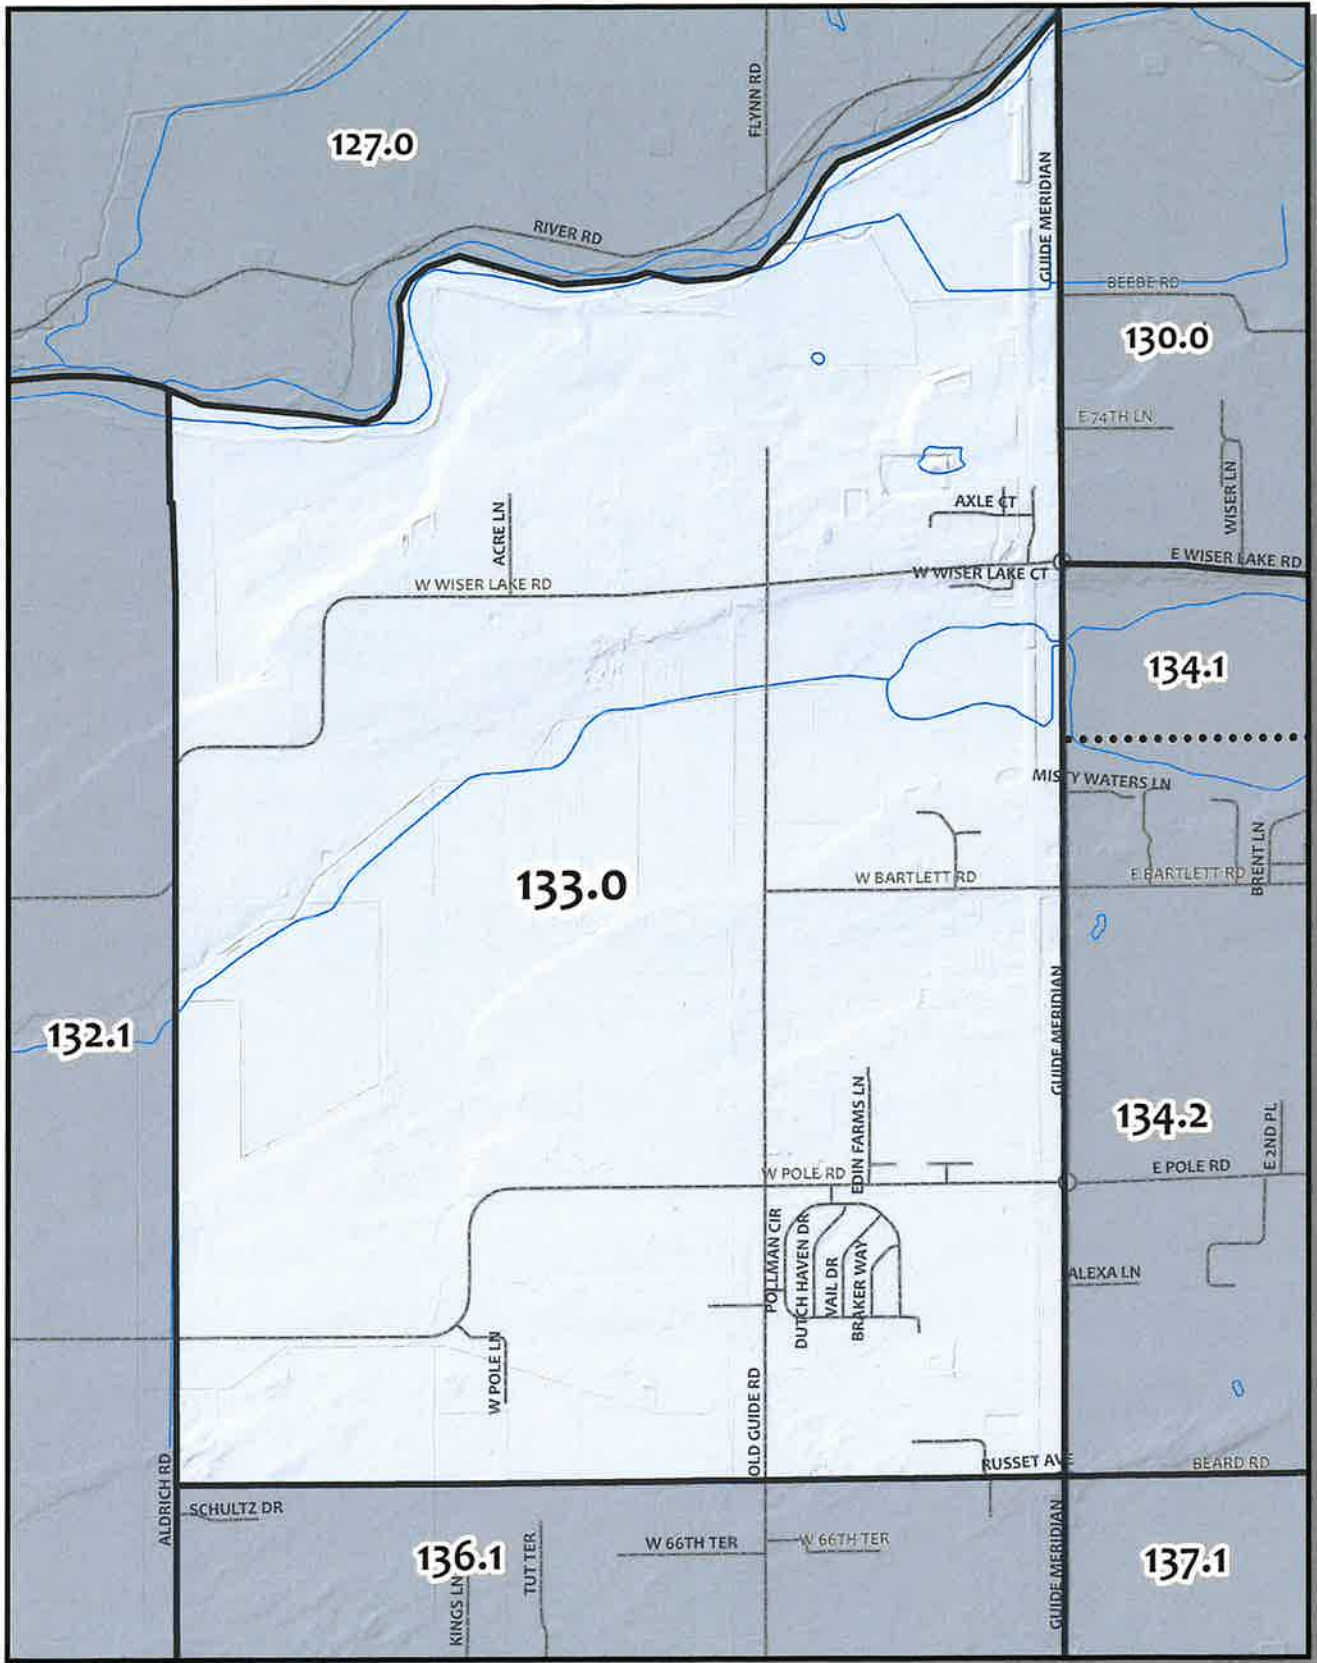 127.0
FLYNN RD
RIVER RD
GUIDE MERIDIAN
BEEBE RD
130.0
E 74TH LN
WISER LN
AXLE CT
ACRE LN
E WISER LAKE RD
W WISER LAKE CT
W WISER LAKE RD
134.1
MISTY WATERS LN
BRENT LN
W BARTLETT RD
E BARTLETT RD
133.0
132.1
GUIDE MERIDIAN
134.2
EDIN FARMS LN
E 2ND PL
W POLE RD
E POLE RD
POLLMAN CIR
DUTCH HAVEN DR
VAIL DR
BRAKER WAY
ALEXA LN
W POLE LN
OLD GUIDE RD
RUSSET AVE
BEARD RD
ALDRICH RD
SCHULTZ DR
136.1
KINGS LN
TUT TER
W 66TH TER
W 66TH TER
GUIDE MERIDIAN
137.1